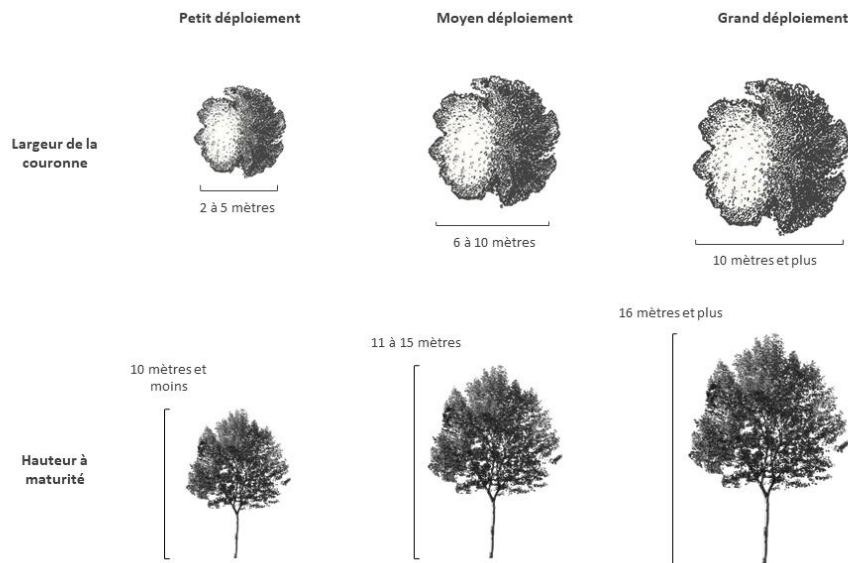 Petit déploiement
Moyen déploiement
Grand déploiement
Largeur de la
couronne
2 à 5 mètres
6 à 10 mètres
10 mètres et plus
Hauteur à
maturité
10 mètres et
moins
11 à 15 mètres
16 mètres et plus